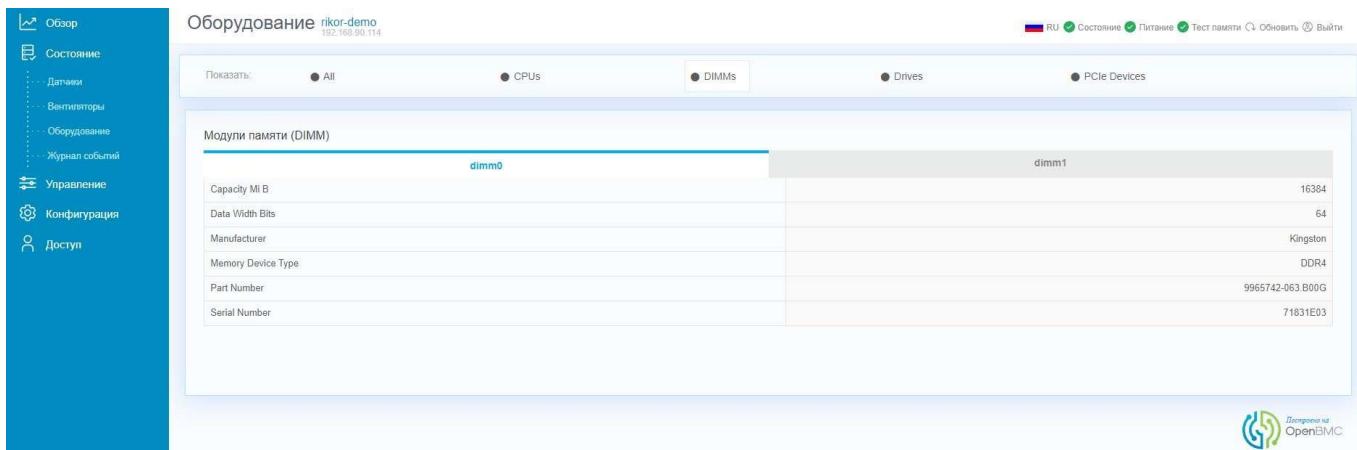 Обзор
Состояние
Датчики
Вентиляторы
Оборудование
Журнал событий
Управление
Конфигурация
Доступ
Оборудование rikor-demo
192.168.90.114
RU Состояние Питание Тест памяти Обновить Выйти
Показать: All CPUs DIMMs Drives PCIe Devices
Модули памяти (DIMM)
dimm0 dimm1
Capacity Mi B 16384
Data Width Bits 64
Manufacturer Kingston
Memory Device Type DDR4
Part Number 9965742-063.B00G
Serial Number 71831E03
Построено на
OpenBMC